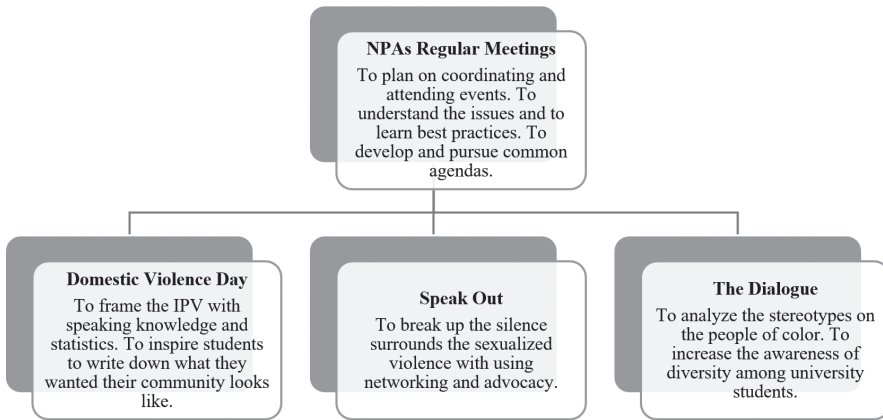 NPAs Regular Meetings
To plan on coordinating and
attending events. To
understand the issues and to
learn best practices. To
develop and pursue common
agendas.
Domestic Violence Day
To frame the IPV with
speaking knowledge and
statistics. To inspire students
to write down what they
wanted their community looks
like.
Speak Out
To break up the silence
surrounds the sexualized
violence with using
networking and advocacy.
The Dialogue
To analyze the stereotypes on
the people of color. To
increase the awareness of
diversity among university
students.